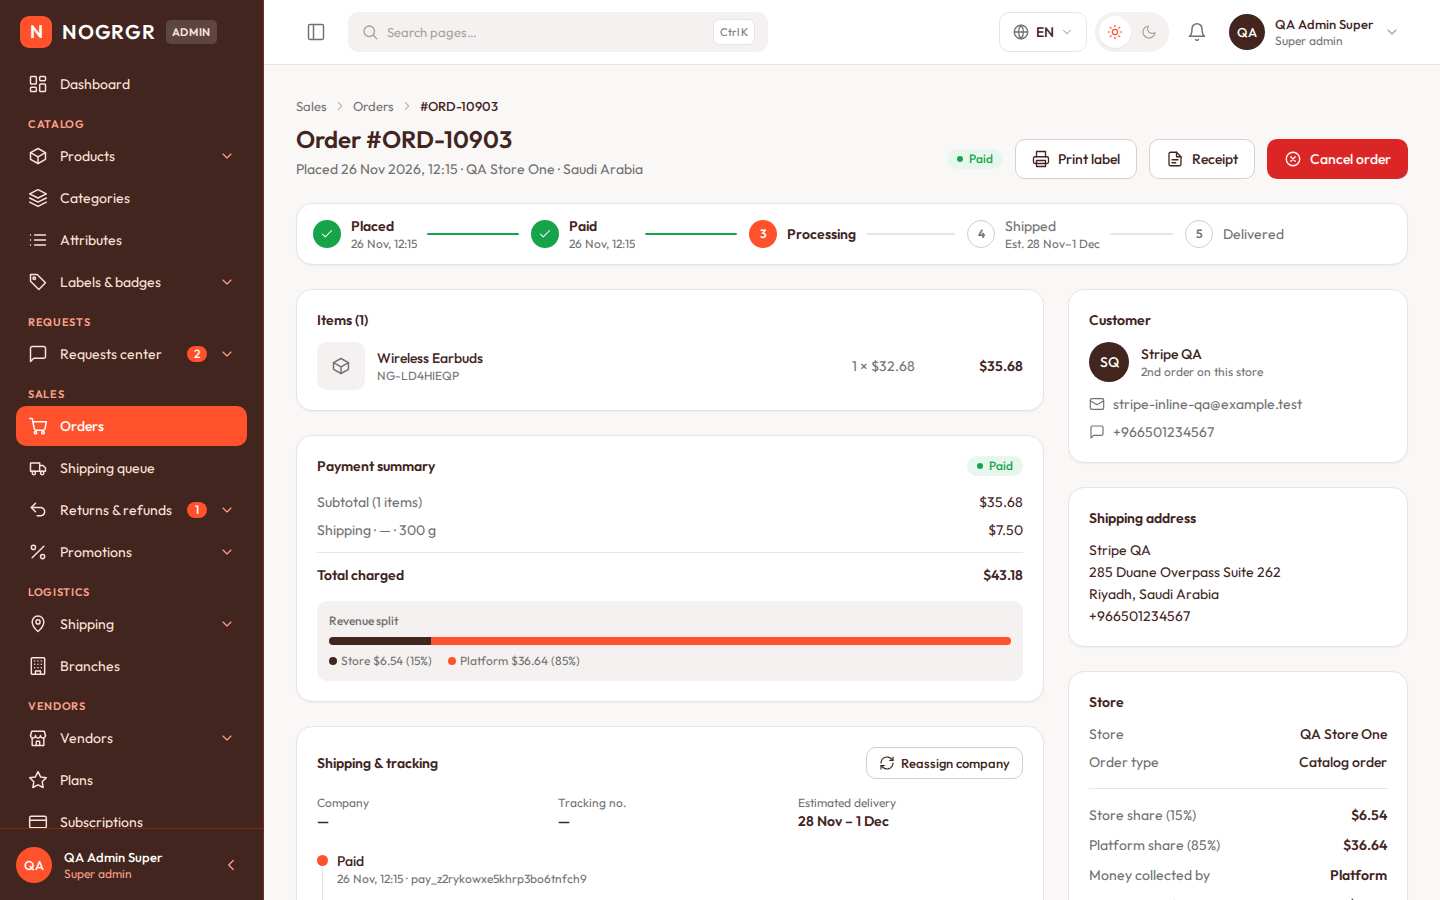 N NOGRGR ADMIN
Search pages... Ctrl K
EN
QA QA Admin Super
Super admin
Dashboard
CATALOG
Products
Categories
Attributes
Labels & badges
REQUESTS
Requests center 2
SALES
Orders
Shipping queue
Returns & refunds 1
Promotions
LOGISTICS
Shipping
Branches
VENDORS
Vendors
Plans
Subscriptions
QA QA Admin Super
Super admin
Sales Orders #ORD-10903
Order #ORD-10903
Placed 26 Nov 2026, 12:15 · QA Store One · Saudi Arabia
Paid Print label Receipt Cancel order
Placed
26 Nov, 12:15
Paid
26 Nov, 12:15
3 Processing
4 Shipped
Est. 28 Nov–1 Dec
5 Delivered
Items (1)
Wireless Earbuds
NG-LD4HIEQP
1 × $32.68 $35.68
Payment summary Paid
Subtotal (1 items) $35.68
Shipping · — · 300 g $7.50
Total charged $43.18
Revenue split
Store $6.54 (15%) Platform $36.64 (85%)
Shipping & tracking Reassign company
Company Tracking no. Estimated delivery
— — 28 Nov – 1 Dec
Paid
26 Nov, 12:15 · pay_z2rykowxe5khrp3bo6tnfch9
Customer
SQ Stripe QA
2nd order on this store
stripe-inline-qa@example.test
+966501234567
Shipping address
Stripe QA
285 Duane Overpass Suite 262
Riyadh, Saudi Arabia
+966501234567
Store
Store QA Store One
Order type Catalog order
Store share (15%) $6.54
Platform share (85%) $36.64
Money collected by Platform